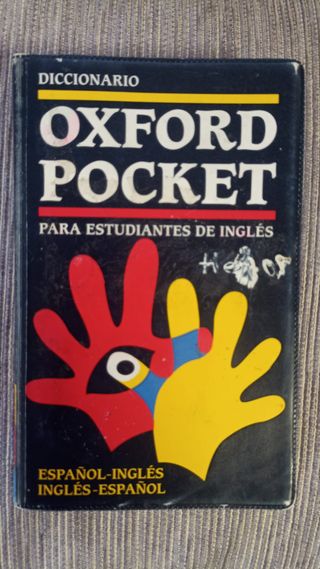 DICCIONARIO
OXFORD
POCKET
PARA ESTUDIANTES DE INGLÉS
ESPAÑOL-INGLÉS
INGLÉS-ESPAÑOL